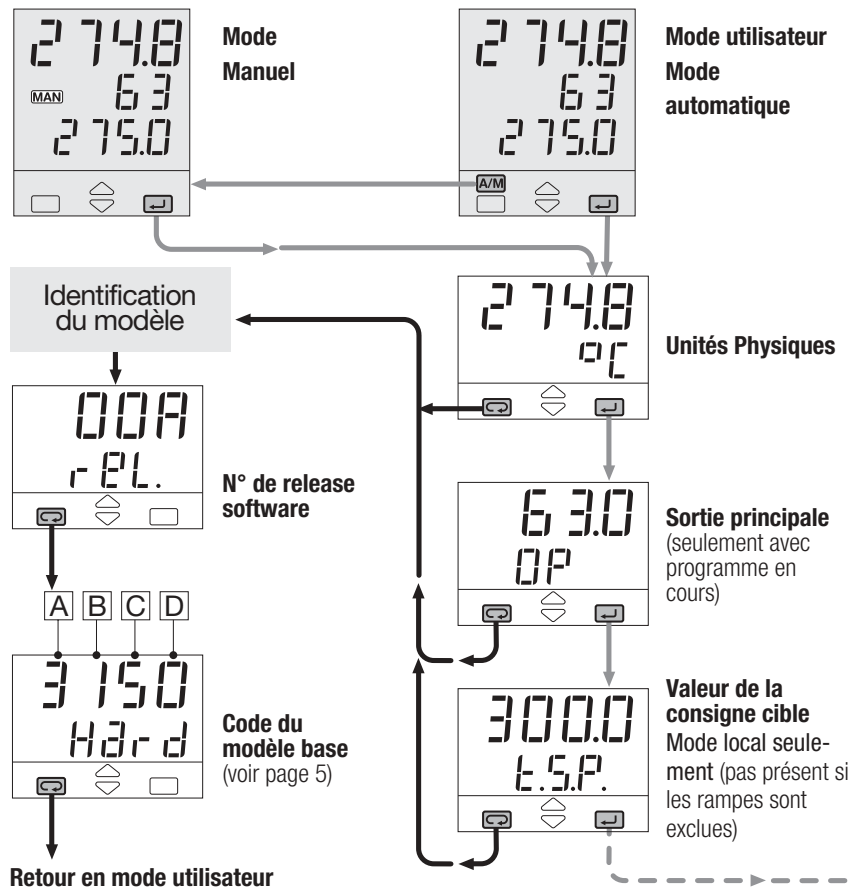 274.8
MAN 63
275.0
Mode
Manuel
274.8
63
275.0
A/M
Mode utilisateur
Mode
automatique
Identification
du modèle
274.8
°C
Unités Physiques
00A
rEL.
N° de release
software
63.0
OP
Sortie principale
(seulement avec
programme en
cours)
A B C D
3150
Hard
Code du
modèle base
(voir page 5)
300.0
t.S.P.
Valeur de la
consigne cible
Mode local seule-
ment (pas présent si
les rampes sont
exclues)
Retour en mode utilisateur